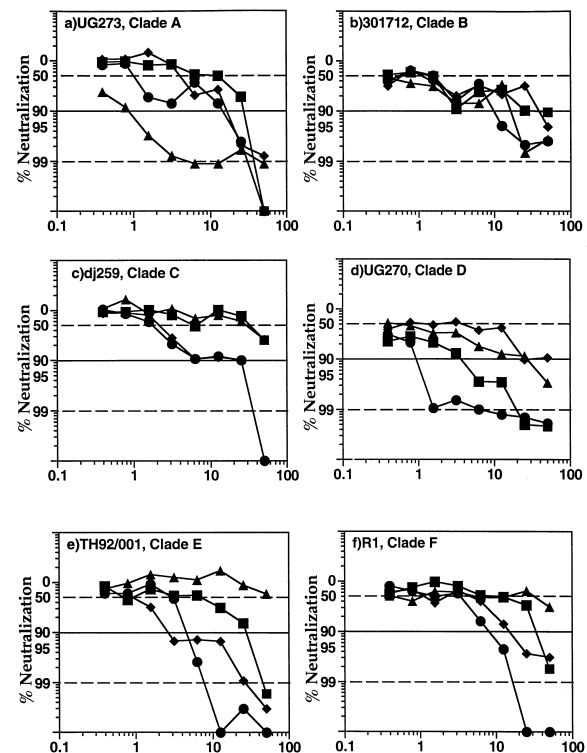 a)UG273, Clade A
% Neutralization
0
50
90
95
99
0.1 1 10 100
b)301712, Clade B
% Neutralization
0
50
90
95
99
0.1 1 10 100
c)dj259, Clade C
% Neutralization
0
50
90
95
99
0.1 1 10 100
d)UG270, Clade D
% Neutralization
0
50
90
95
99
0.1 1 10 100
e)TH92/001, Clade E
% Neutralization
0
50
90
95
99
0.1 1 10 100
f)R1, Clade F
% Neutralization
0
50
90
95
99
0.1 1 10 100